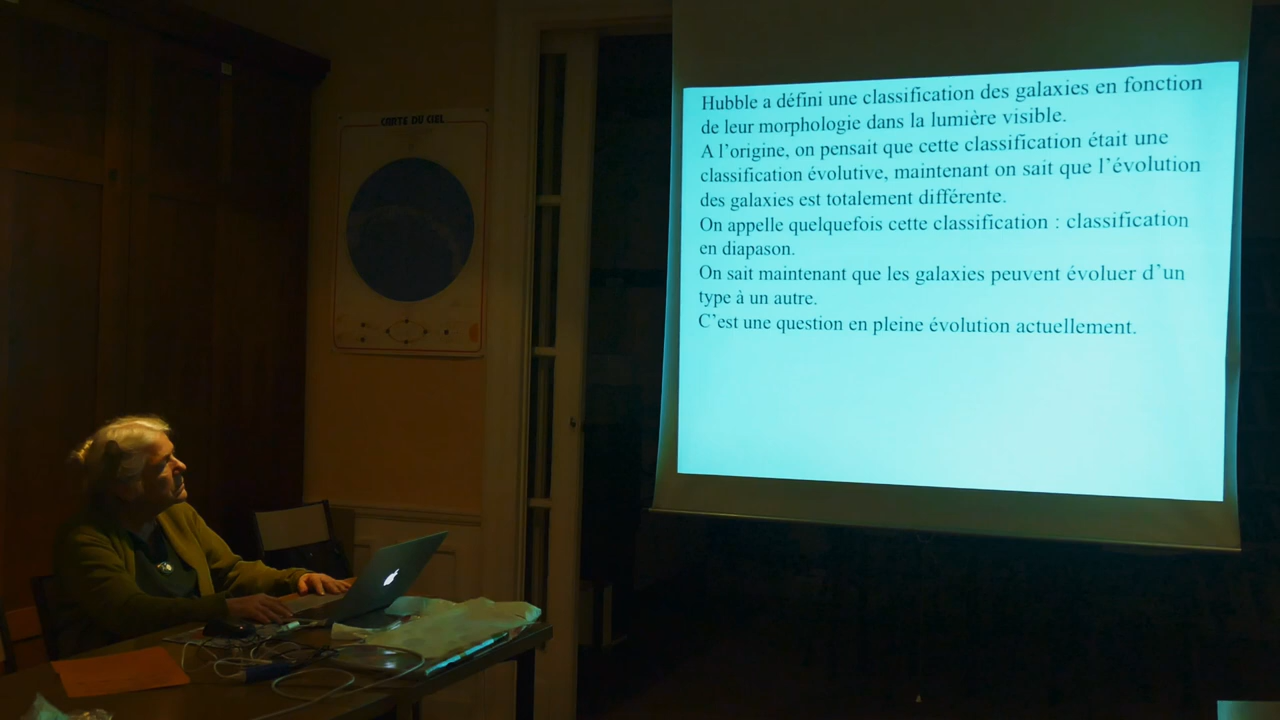 CARTE DU CIEL
Hubble a défini une classification des galaxies en fonction
de leur morphologie dans la lumière visible.
A l’origine, on pensait que cette classification était une
classification évolutive, maintenant on sait que l’évolution
des galaxies est totalement différente.
On appelle quelquefois cette classification : classification
en diapason.
On sait maintenant que les galaxies peuvent évoluer d’un
type à un autre.
C’est une question en pleine évolution actuellement.